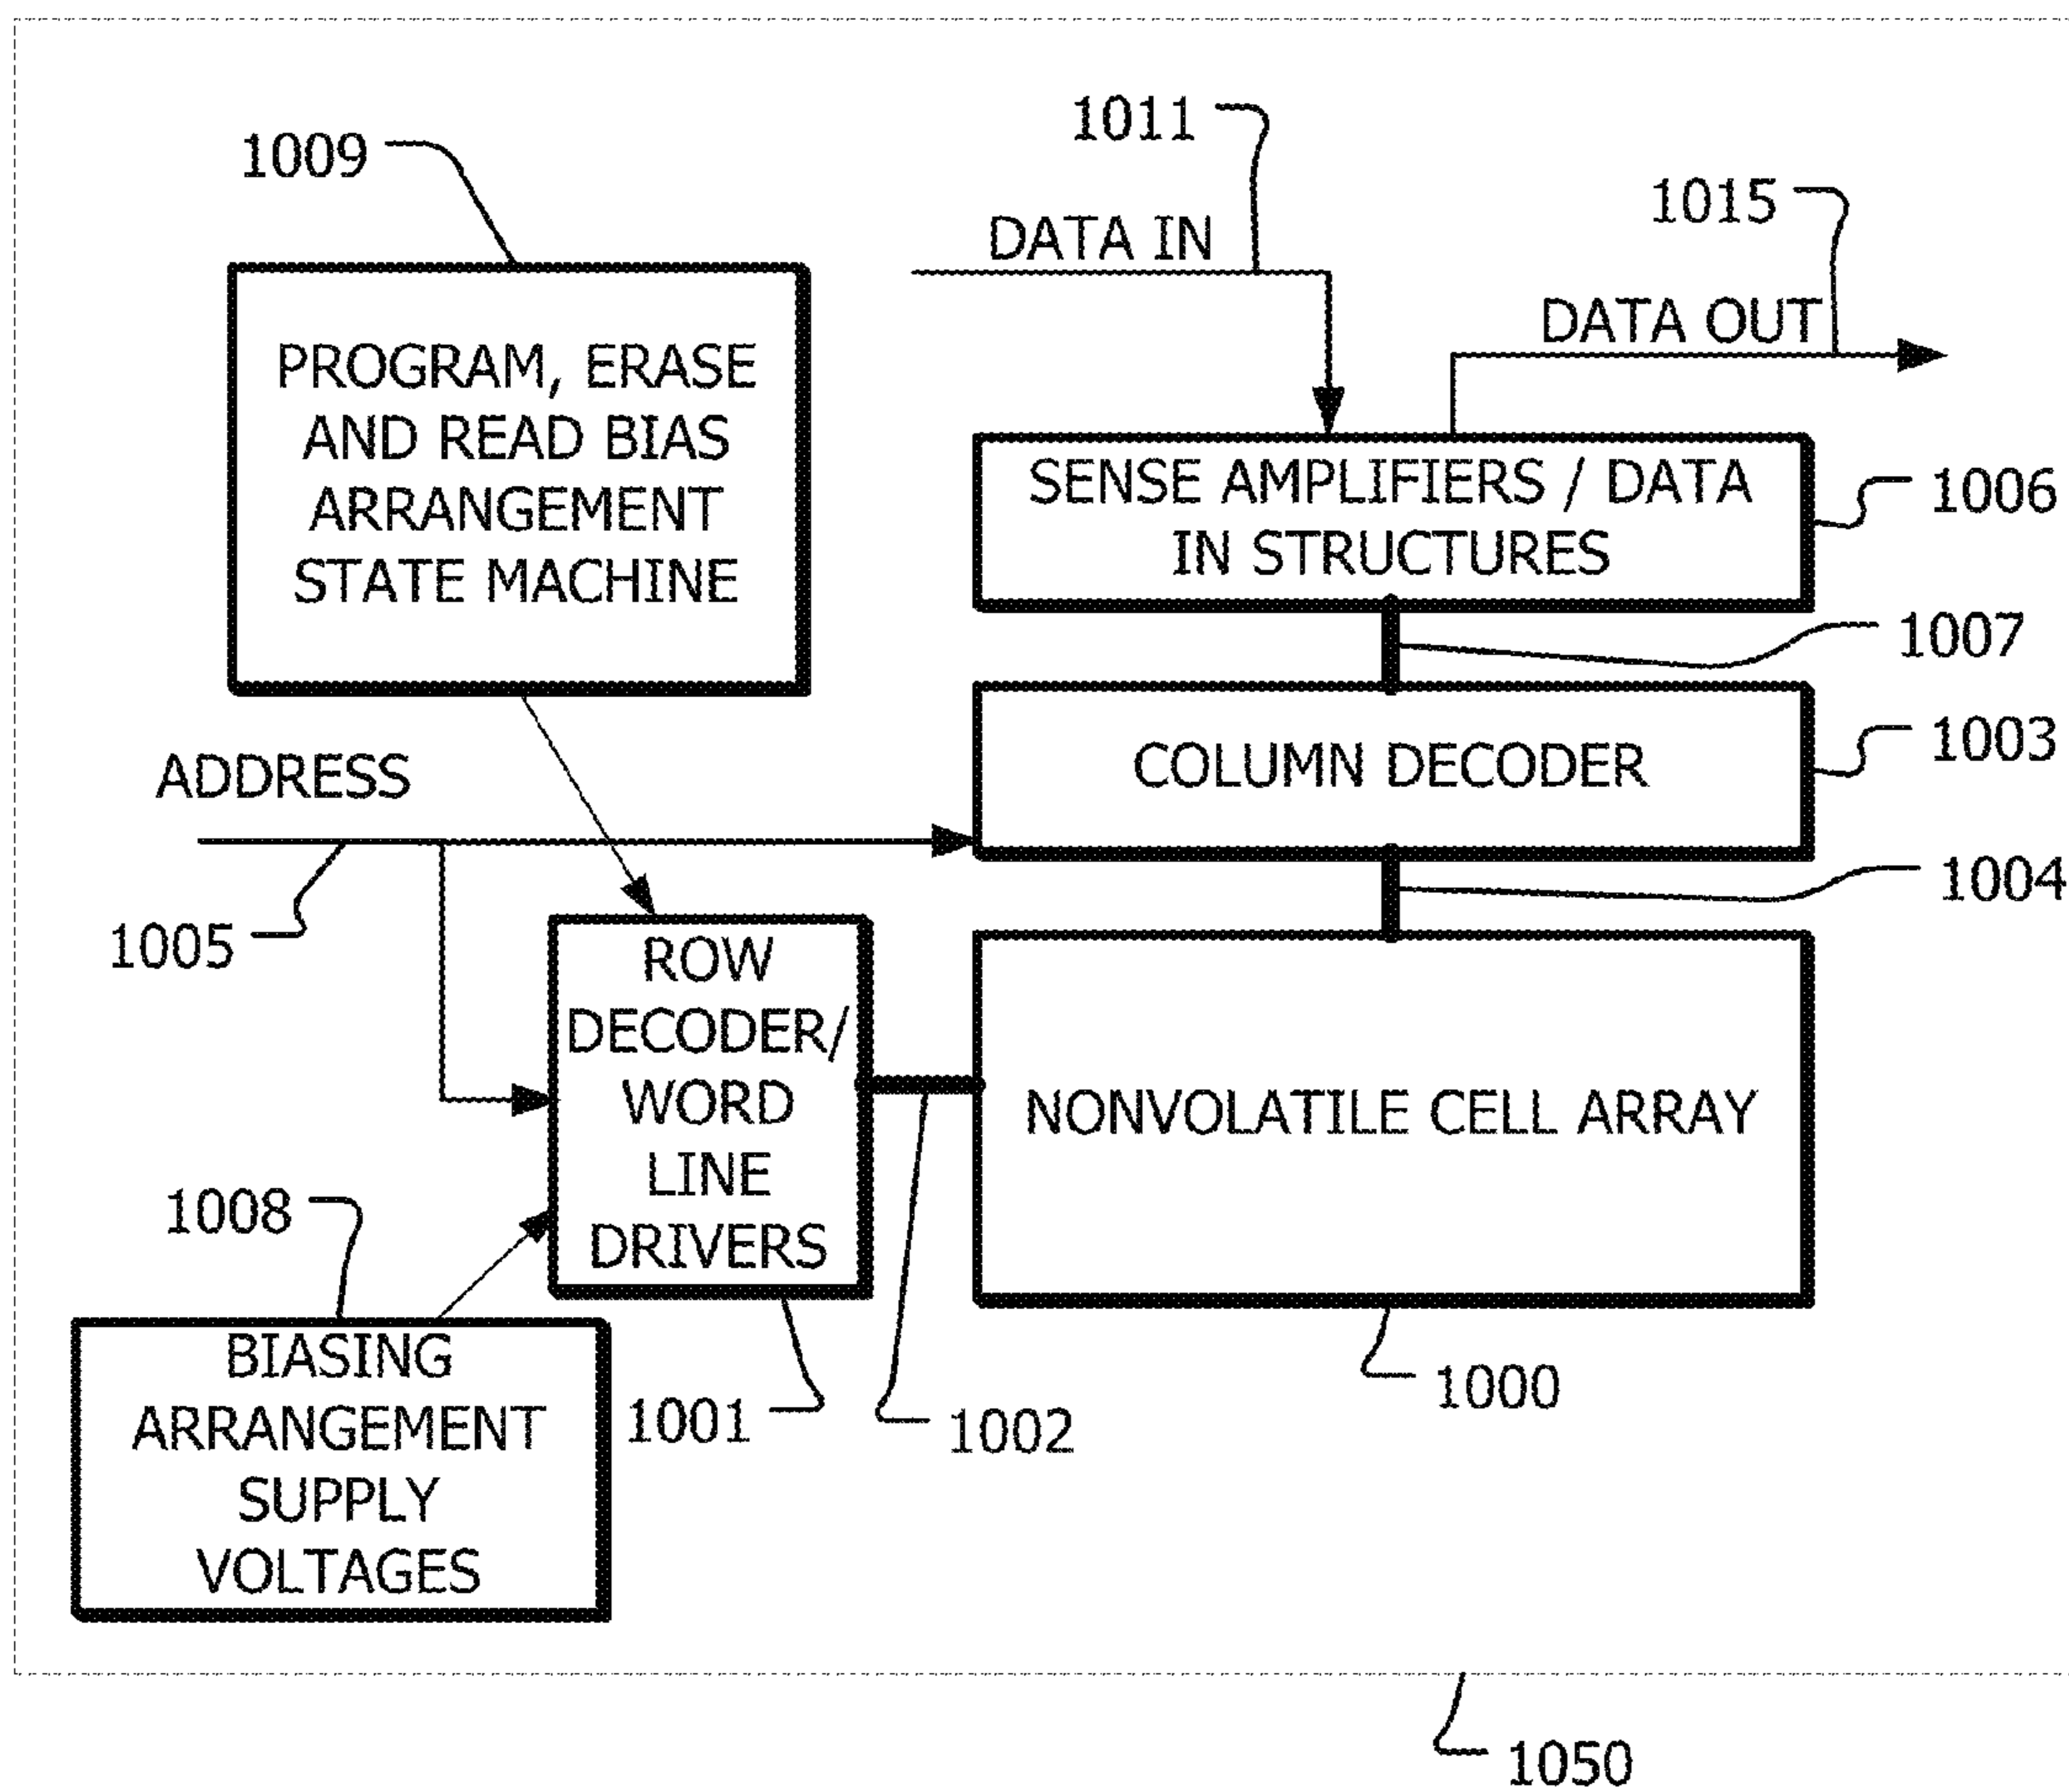 1011
1009
1015
DATA IN
DATA OUT
PROGRAM, ERASE
AND READ BIAS
ARRANGEMENT
STATE MACHINE
SENSE AMPLIFIERS / DATA
IN STRUCTURES
1006
1007
COLUMN DECODER
1003
ADDRESS
1004
1005
ROW
DECODER/
WORD
LINE
DRIVERS
NONVOLATILE CELL ARRAY
1008
BIASING
ARRANGEMENT
SUPPLY
VOLTAGES
1001
1002
1000
1050